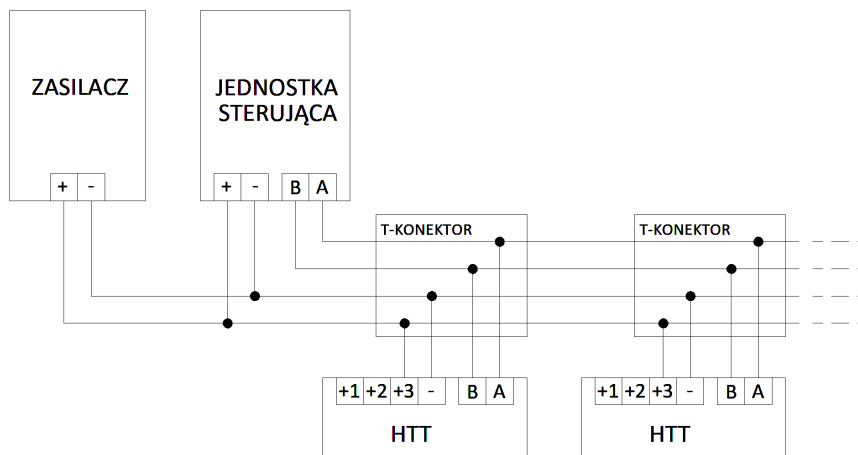 ZASILACZ
+ -
JEDNOSTKA
STERUJĄCA
+ - B A
T-KONEKTOR
T-KONEKTOR
+1 +2 +3 - B A
HTT
+1 +2 +3 - B A
HTT